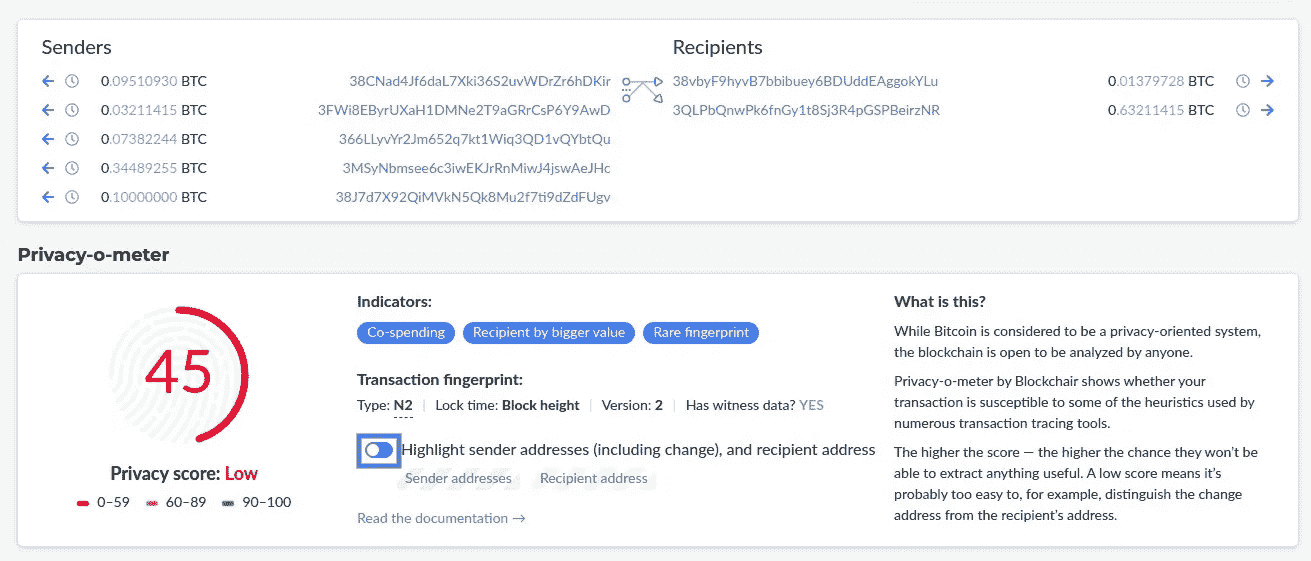 Senders
Recipients
0.09510930 BTC 38CNad4Jf6daL7Xki36S2uvWDrZr6hDKir 38vbyF9hyvB7bbibuey6BDUddEAggokYLu 0.01379728 BTC
0.03211415 BTC 3FWi8EByrUXaH1DMNe2T9aGRrCsP6Y9AwD 3QLPbQnwPk6fnGy1t8Sj3R4pGSPBeirzNR 0.63211415 BTC
0.07382244 BTC 366LLyvYr2Jm652q7kt1Wiq3QD1vQYbtQu
0.34489255 BTC 3MSyNbmsee6c3iwEKJrRnMiwJ4jswAeJHc
0.10000000 BTC 38J7d7X92QiMVkN5Qk8Mu2f7ti9dZdFUgv
Privacy-o-meter
45
Privacy score: Low
0–59 60–89 90–100
Indicators:
Co-spending Recipient by bigger value Rare fingerprint
Transaction fingerprint:
Type: N2 | Lock time: Block height | Version: 2 | Has witness data? YES
Highlight sender addresses (including change), and recipient address
Sender addresses Recipient address
Read the documentation →
What is this?
While Bitcoin is considered to be a privacy-oriented system,
the blockchain is open to be analyzed by anyone.
Privacy-o-meter by Blockchair shows whether your
transaction is susceptible to some of the heuristics used by
numerous transaction tracing tools.
The higher the score — the higher the chance they won't be
able to extract anything useful. A low score means it's
probably too easy to, for example, distinguish the change
address from the recipient's address.